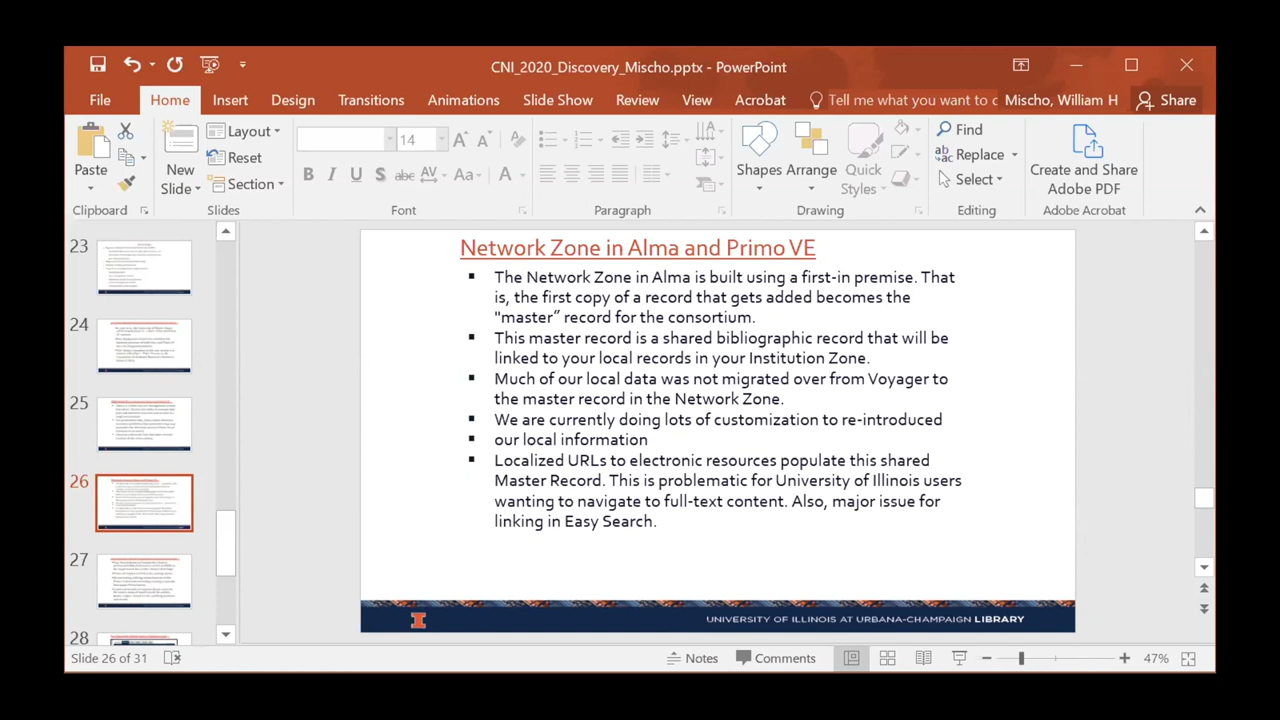 CNI_2020_Discovery_Mischo.pptx - PowerPoint
File Home Insert Design Transitions Animations Slide Show Review View Acrobat Tell me what you want to c Mischo, William H Share
Paste
Clipboard
New
Slide
Layout
Reset
Section
Slides
14
B I U S abc AV Aa A
Font
Paragraph
Shapes Arrange Quick
Styles
Drawing
Find
Replace
Select
Editing
Create and Share
Adobe PDF
Adobe Acrobat
23
24
25
26
27
28
Network Zone in Alma and Primo VE
▪ The Network Zone in Alma is built using a first in premise. That
is, the first copy of a record that gets added becomes the
"master” record for the consortium.
▪ This master record is a shared bibliographic record that will be
linked to your local records in your Institution Zone.
▪ Much of our local data was not migrated over from Voyager to
the master record in the Network Zone.
▪ We are currently doing lots of customization to re-introduced
▪ our local information
▪ Localized URLs to electronic resources populate this shared
Master Record. This is problematic for University of Illinois users
wanting to navigate to full-text content. Also, major issue for
linking in Easy Search.
I
UNIVERSITY OF ILLINOIS AT URBANA-CHAMPAIGN LIBRARY
Slide 26 of 31 Notes Comments 47%